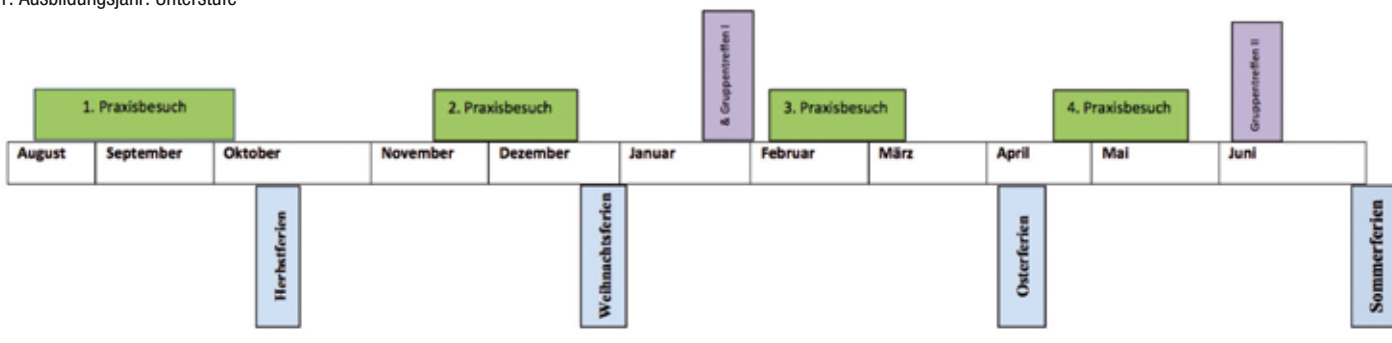 1. Ausbildungsjahr: Unterstufe
& Gruppentreffen I
Gruppentreffen II
1. Praxisbesuch
2. Praxisbesuch
3. Praxisbesuch
4. Praxisbesuch
August September Oktober November Dezember Januar Februar März April Mai Juni
Herbstferien
Weihnachtsferien
Osterferien
Sommerferien